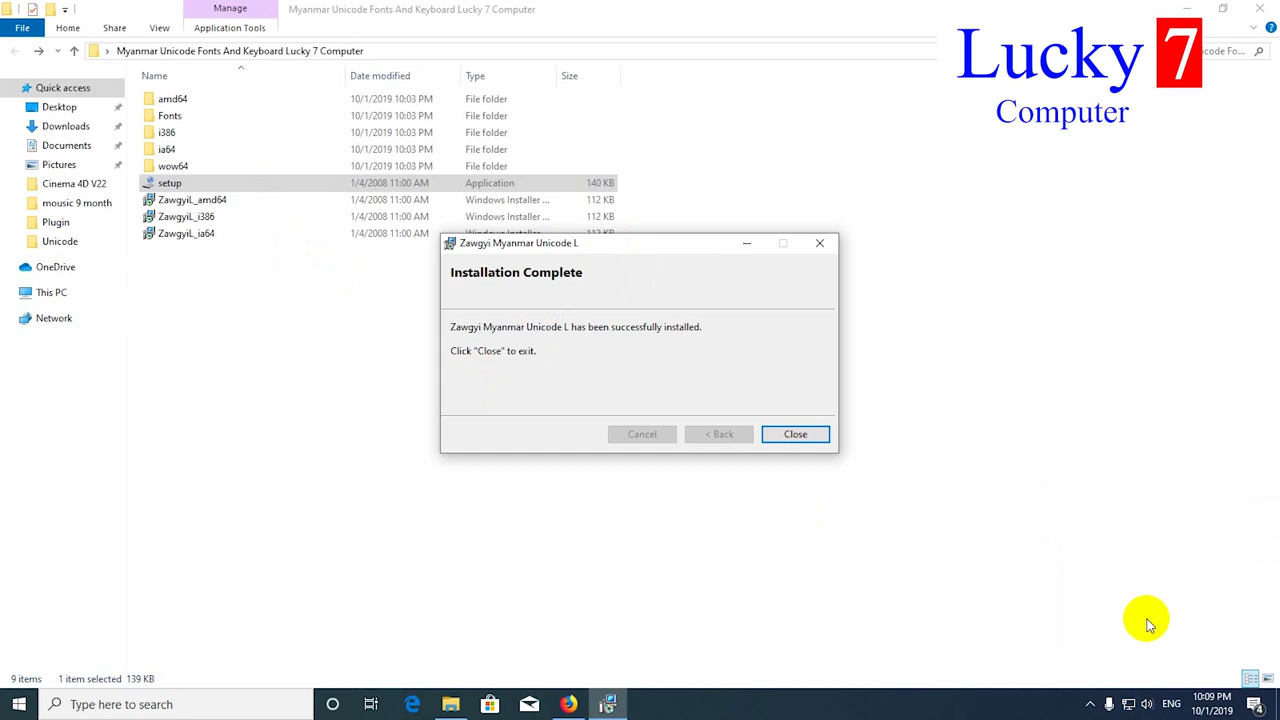 Manage
Myanmar Unicode Fonts And Keyboard Lucky 7 Computer
File
Home
Share
View
Application Tools
Myanmar Unicode Fonts And Keyboard Lucky 7 Computer
icode Fo...
Lucky 7
Computer
Name
Date modified
Type
Size
Quick access
Desktop
Downloads
Documents
Pictures
Cinema 4D V22
mousic 9 month
Plugin
Unicode
OneDrive
This PC
Network
amd64 10/1/2019 10:03 PM File folder
Fonts 10/1/2019 10:03 PM File folder
i386 10/1/2019 10:03 PM File folder
ia64 10/1/2019 10:03 PM File folder
wow64 10/1/2019 10:03 PM File folder
setup 1/4/2008 11:00 AM Application 140 KB
ZawgyiL_amd64 1/4/2008 11:00 AM Windows Installer ... 112 KB
ZawgyiL_i386 1/4/2008 11:00 AM Windows Installer ... 112 KB
ZawgyiL_ia64 1/4/2008 11:00 AM Windows Installer ... 112 KB
Zawgyi Myanmar Unicode L
Installation Complete
Zawgyi Myanmar Unicode L has been successfully installed.
Click "Close" to exit.
Cancel
< Back
Close
9 items 1 item selected 139 KB
Type here to search
ENG
10:09 PM
10/1/2019
4